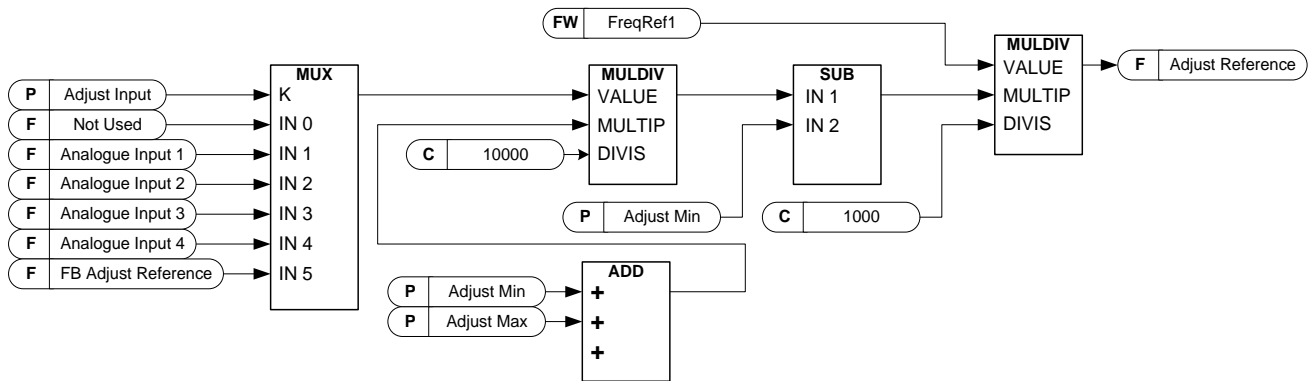 FW FreqRef1
MUX
P Adjust Input K
F Not Used IN 0
F Analogue Input 1 IN 1
F Analogue Input 2 IN 2
F Analogue Input 3 IN 3
F Analogue Input 4 IN 4
F FB Adjust Reference IN 5
MULDIV
VALUE
MULTIP
C 10000 DIVIS
SUB
IN 1
IN 2
P Adjust Min
C 1000
MULDIV
VALUE
MULTIP
DIVIS
F Adjust Reference
ADD
P Adjust Min +
P Adjust Max +
+